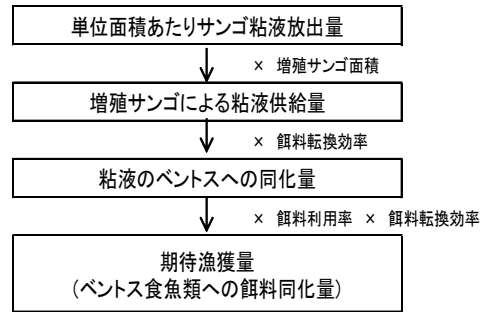 単位面積あたりサンゴ粘液放出量
× 増殖サンゴ面積
増殖サンゴによる粘液供給量
× 餌料転換効率
粘液のベントスへの同化量
× 餌料利用率 × 餌料転換効率
期待漁獲量
(ベントス食魚類への餌料同化量)